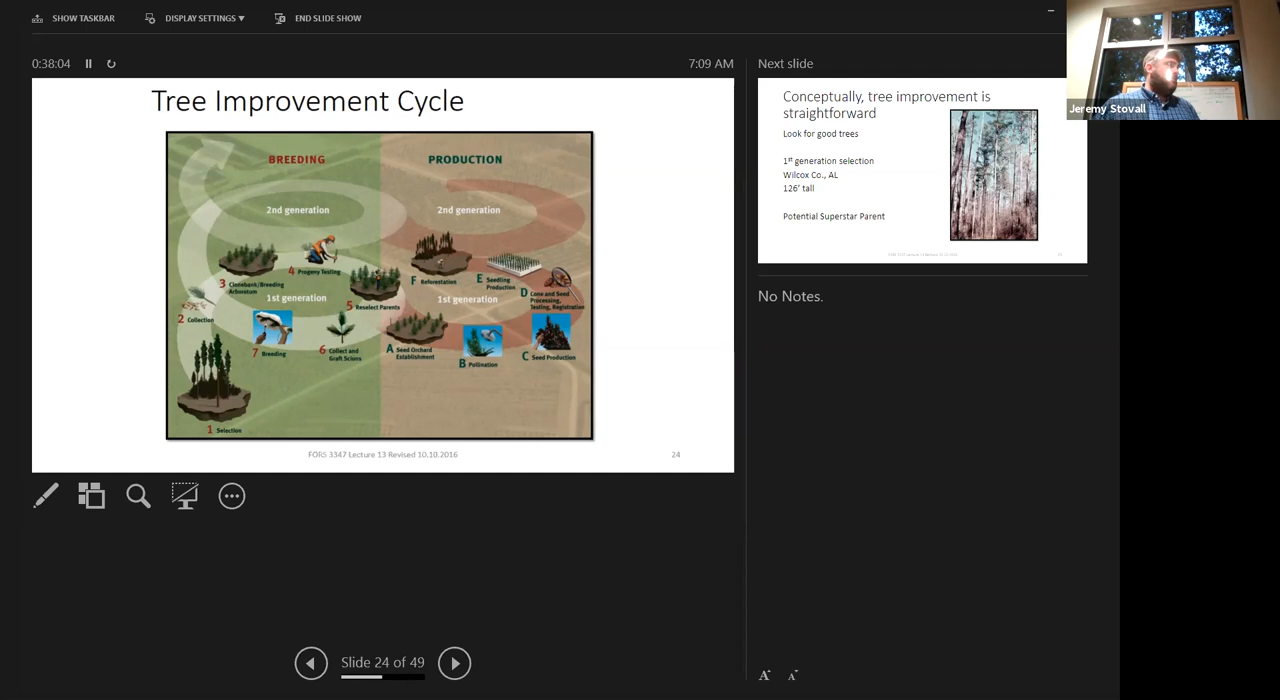 SHOW TASKBAR
DISPLAY SETTINGS ▼
END SLIDE SHOW
0:38:04
7:09 AM
Tree Improvement Cycle
BREEDING
PRODUCTION
2nd generation
2nd generation
4 Progeny Testing
3 Clonebank/Breeding
Arboretum
F Reforestation
E Seedling
Production
D Cone and Seed
Processing,
Testing, Registration
1st generation
5 Reselect Parents
1st generation
2 Collection
7 Breeding
6 Collect and
Graft Scions
A Seed Orchard
Establishment
B Pollination
C Seed Production
1 Selection
FORS 3347 Lecture 13 Revised 10.10.2016
24
Slide 24 of 49
Next slide
Conceptually, tree improvement is
straightforward
Look for good trees
1st generation selection
Wilcox Co., AL
126' tall
Potential Superstar Parent
No Notes.
A
A
Jeremy Stovall